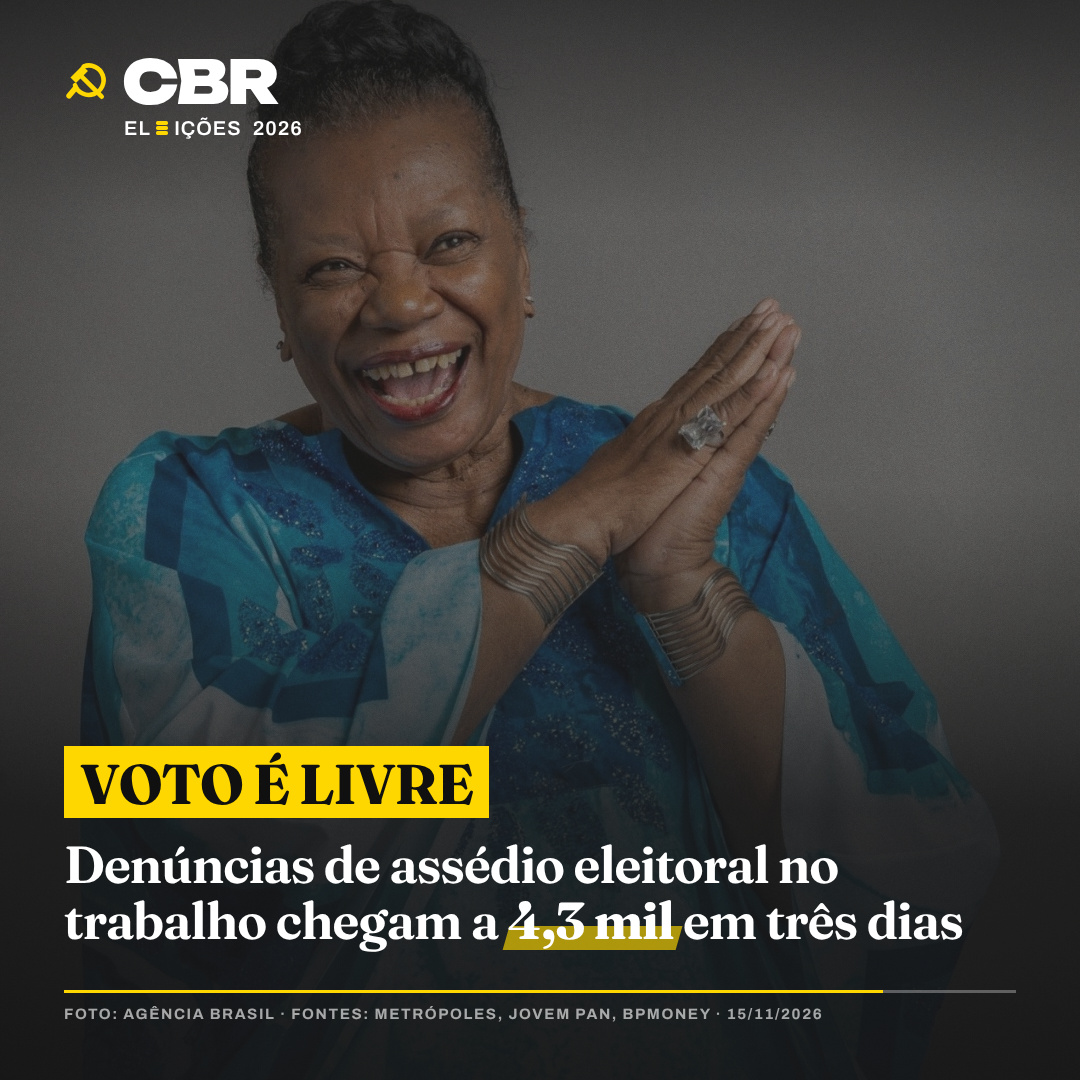 CBR
ELEIÇÕES 2026
VOTO É LIVRE
Denúncias de assédio eleitoral no
trabalho chegam a 4,3 mil em três dias
FOTO: AGÊNCIA BRASIL · FONTES: METRÓPOLES, JOVEM PAN, BPMONEY · 15/11/2026